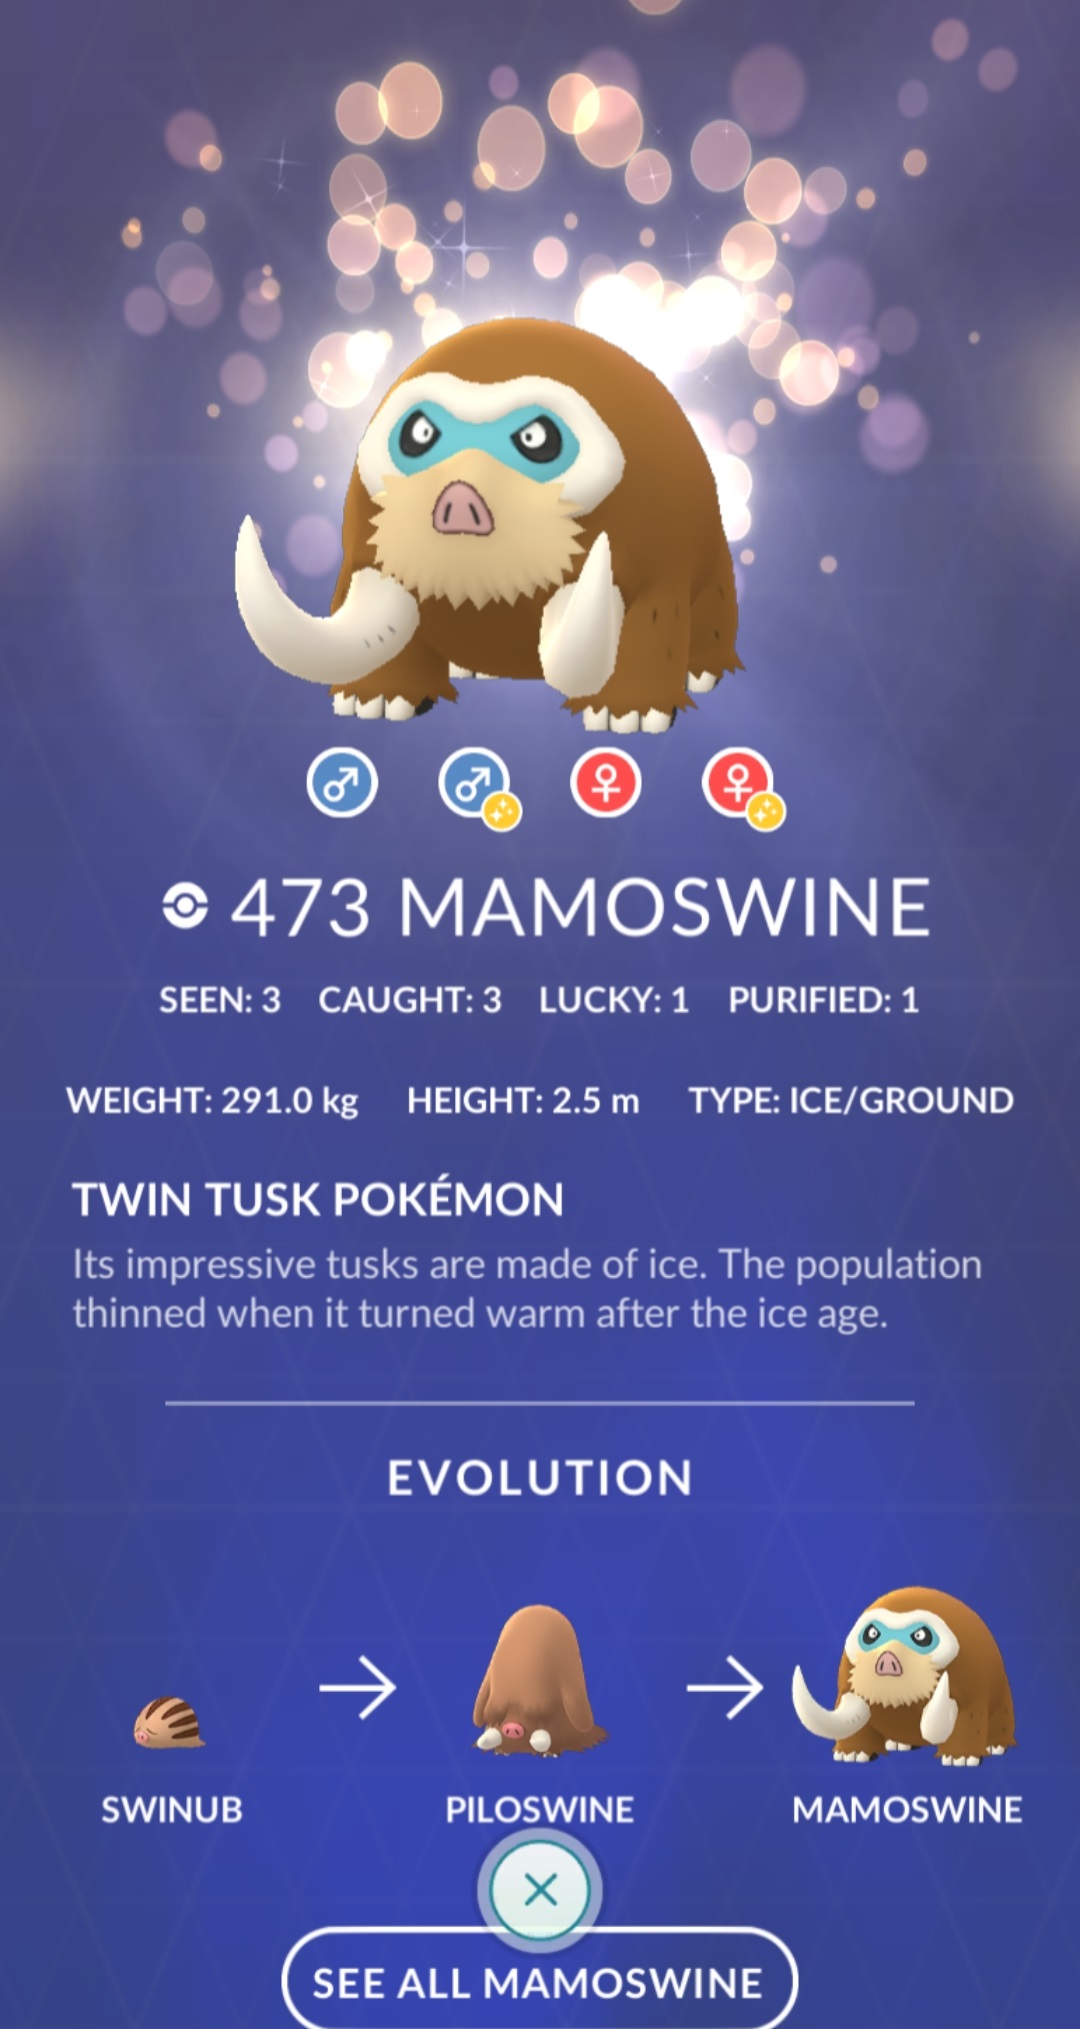 473 MAMOSWINE
SEEN: 3 CAUGHT: 3 LUCKY: 1 PURIFIED: 1
WEIGHT: 291.0 kg HEIGHT: 2.5 m TYPE: ICE/GROUND
TWIN TUSK POKÉMON
Its impressive tusks are made of ice. The population
thinned when it turned warm after the ice age.
EVOLUTION
SWINUB PILOSWINE MAMOSWINE
SEE ALL MAMOSWINE